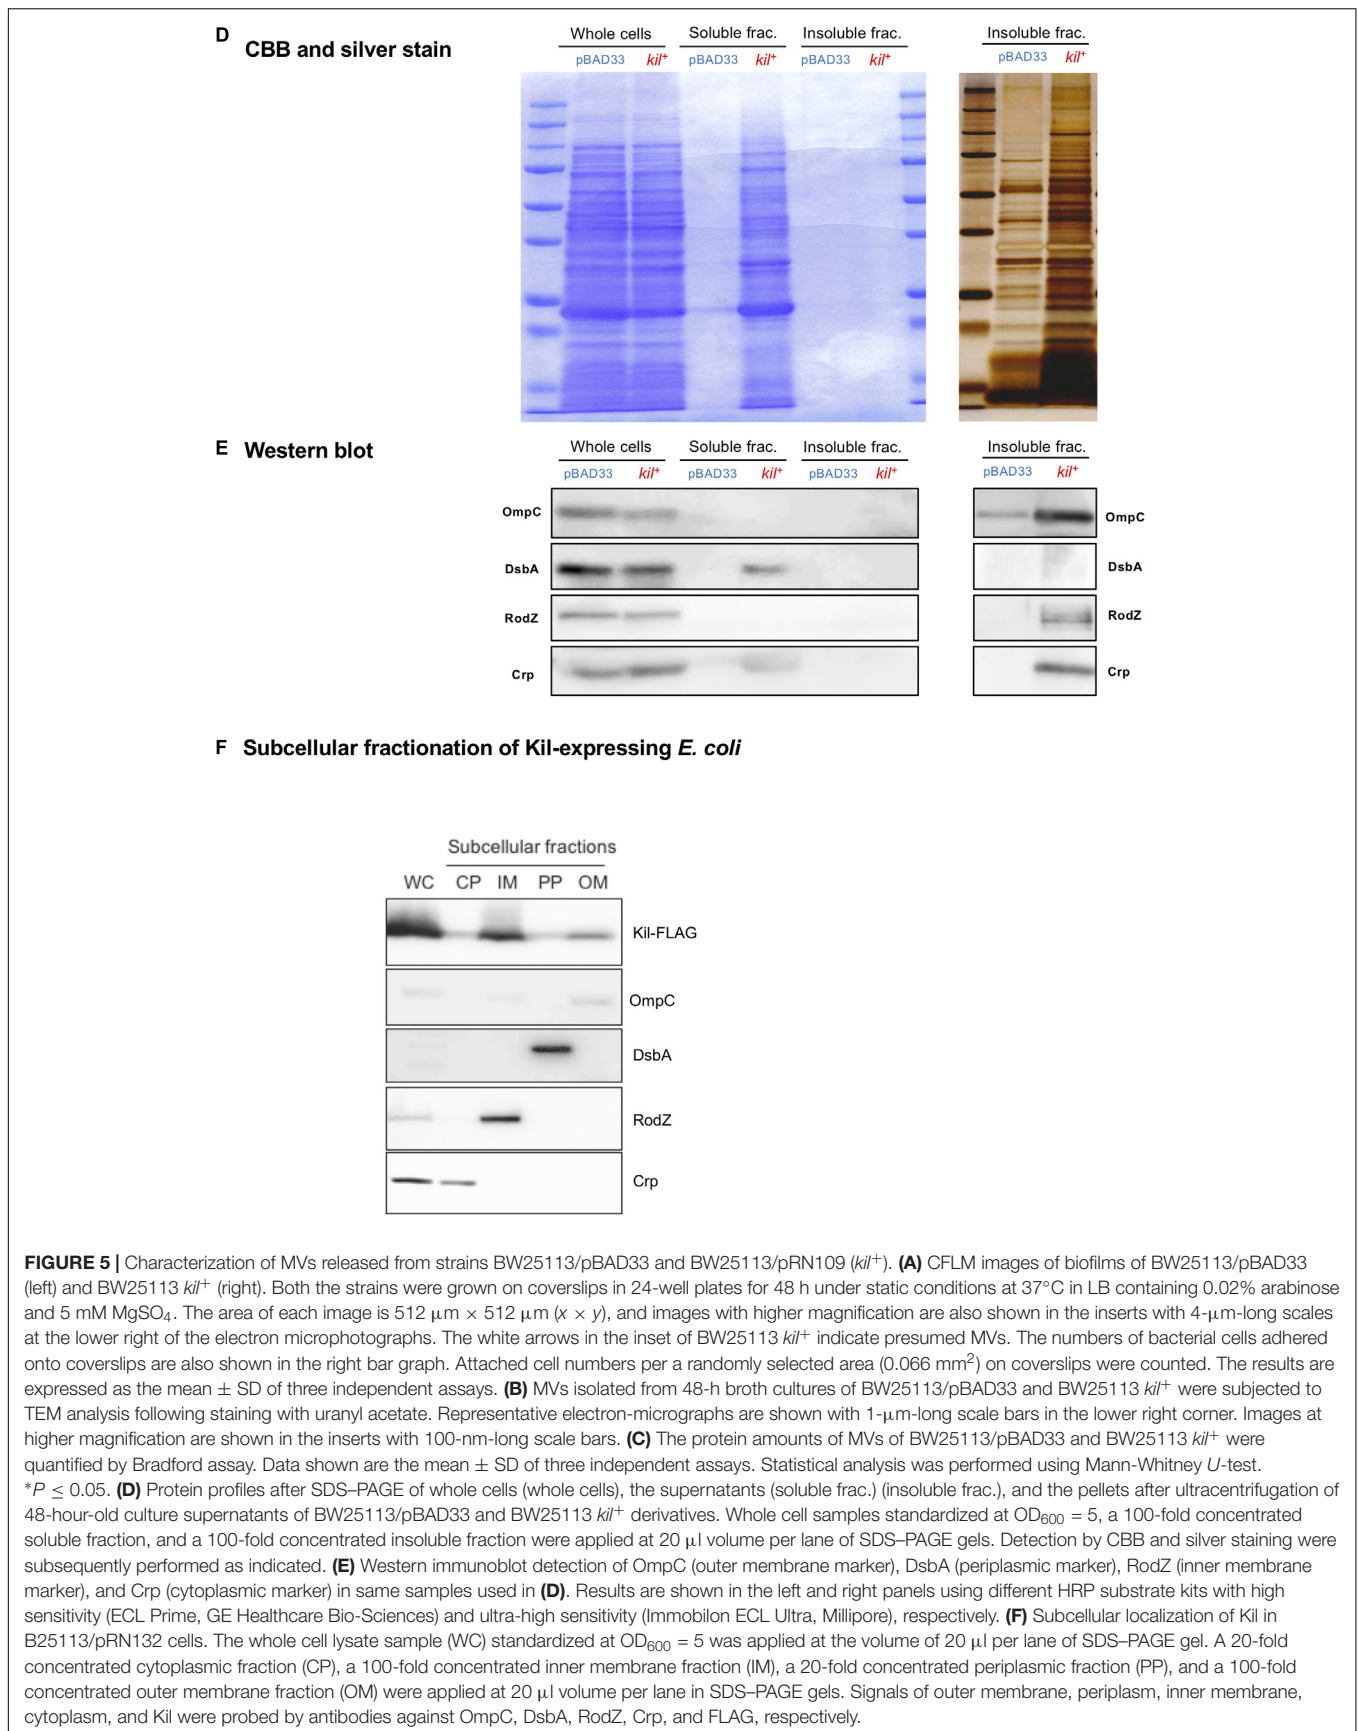 D CBB and silver stain
Whole cells Soluble frac. Insoluble frac. Insoluble frac.
pBAD33 kil⁺ pBAD33 kil⁺ pBAD33 kil⁺ pBAD33 kil⁺
E Western blot
Whole cells Soluble frac. Insoluble frac. Insoluble frac.
pBAD33 kil⁺ pBAD33 kil⁺ pBAD33 kil⁺ pBAD33 kil⁺
OmpC OmpC
DsbA DsbA
RodZ RodZ
Crp Crp
F Subcellular fractionation of Kil-expressing E. coli
Subcellular fractions
WC CP IM PP OM
Kil-FLAG
OmpC
DsbA
RodZ
Crp
FIGURE 5 | Characterization of MVs released from strains BW25113/pBAD33 and BW25113/pRN109 (kil⁺). (A) CFLM images of biofilms of BW25113/pBAD33
(left) and BW25113 kil⁺ (right). Both the strains were grown on coverslips in 24-well plates for 48 h under static conditions at 37°C in LB containing 0.02% arabinose
and 5 mM MgSO₄. The area of each image is 512 μm × 512 μm (x × y), and images with higher magnification are also shown in the inserts with 4-μm-long scales
at the lower right of the electron microphotographs. The white arrows in the inset of BW25113 kil⁺ indicate presumed MVs. The numbers of bacterial cells adhered
onto coverslips are also shown in the right bar graph. Attached cell numbers per a randomly selected area (0.066 mm²) on coverslips were counted. The results are
expressed as the mean ± SD of three independent assays. (B) MVs isolated from 48-h broth cultures of BW25113/pBAD33 and BW25113 kil⁺ were subjected to
TEM analysis following staining with uranyl acetate. Representative electron-micrographs are shown with 1-μm-long scale bars in the lower right corner. Images at
higher magnification are shown in the inserts with 100-nm-long scale bars. (C) The protein amounts of MVs of BW25113/pBAD33 and BW25113 kil⁺ were
quantified by Bradford assay. Data shown are the mean ± SD of three independent assays. Statistical analysis was performed using Mann-Whitney U-test.
*P ≤ 0.05. (D) Protein profiles after SDS–PAGE of whole cells (whole cells), the supernatants (soluble frac.) (insoluble frac.), and the pellets after ultracentrifugation of
48-hour-old culture supernatants of BW25113/pBAD33 and BW25113 kil⁺ derivatives. Whole cell samples standardized at OD₆₀₀ = 5, a 100-fold concentrated
soluble fraction, and a 100-fold concentrated insoluble fraction were applied at 20 μl volume per lane of SDS–PAGE gels. Detection by CBB and silver staining were
subsequently performed as indicated. (E) Western immunoblot detection of OmpC (outer membrane marker), DsbA (periplasmic marker), RodZ (inner membrane
marker), and Crp (cytoplasmic marker) in same samples used in (D). Results are shown in the left and right panels using different HRP substrate kits with high
sensitivity (ECL Prime, GE Healthcare Bio-Sciences) and ultra-high sensitivity (Immobilon ECL Ultra, Millipore), respectively. (F) Subcellular localization of Kil in
B25113/pRN132 cells. The whole cell lysate sample (WC) standardized at OD₆₀₀ = 5 was applied at the volume of 20 μl per lane of SDS–PAGE gel. A 20-fold
concentrated cytoplasmic fraction (CP), a 100-fold concentrated inner membrane fraction (IM), a 20-fold concentrated periplasmic fraction (PP), and a 100-fold
concentrated outer membrane fraction (OM) were applied at 20 μl volume per lane in SDS–PAGE gels. Signals of outer membrane, periplasm, inner membrane,
cytoplasm, and Kil were probed by antibodies against OmpC, DsbA, RodZ, Crp, and FLAG, respectively.